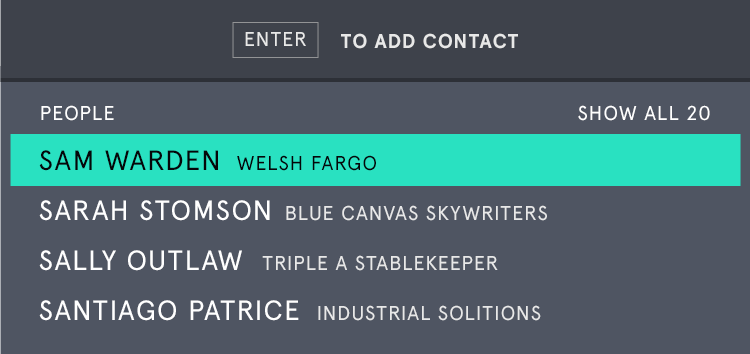 ENTER TO ADD CONTACT
PEOPLE SHOW ALL 20
SAM WARDEN WELSH FARGO
SARAH STOMSON BLUE CANVAS SKYWRITERS
SALLY OUTLAW TRIPLE A STABLEKEEPER
SANTIAGO PATRICE INDUSTRIAL SOLITIONS